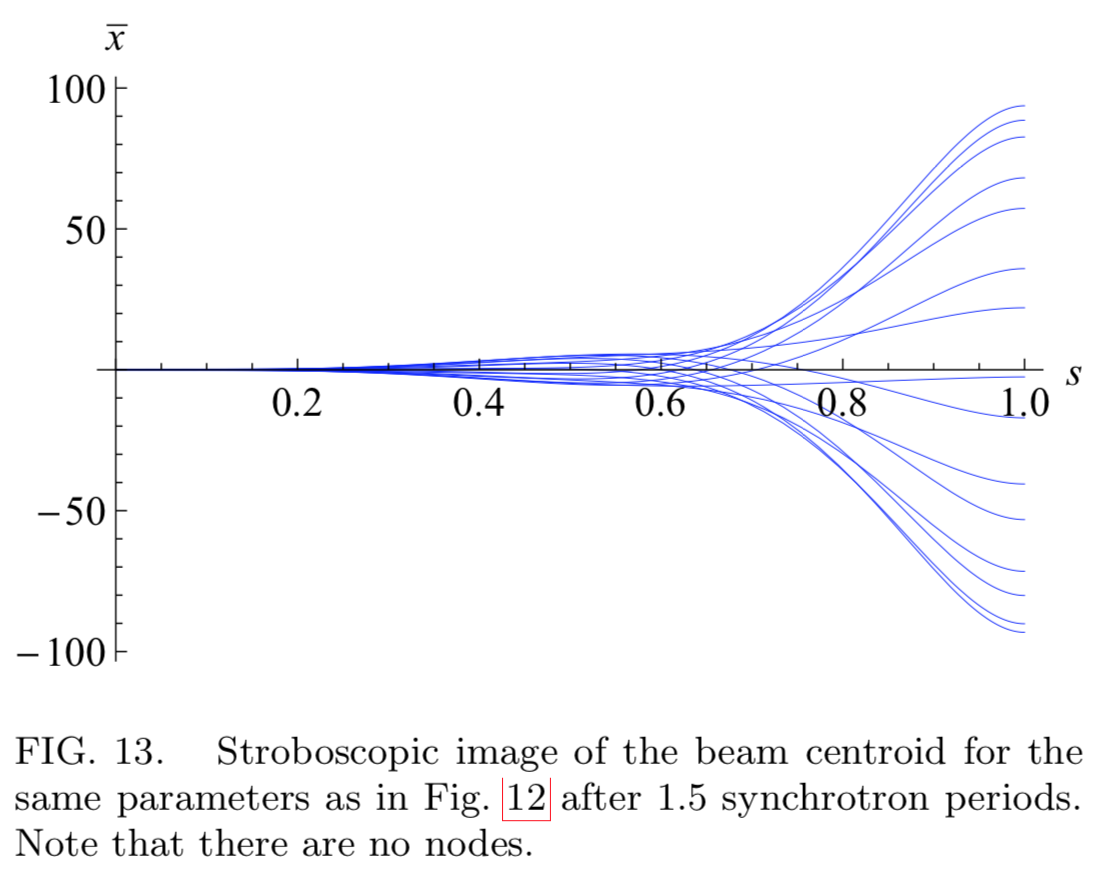 x̅
100
50
s
0.2 0.4 0.6 0.8 1.0
−50
−100
FIG. 13. Stroboscopic image of the beam centroid for the
same parameters as in Fig. 12 after 1.5 synchrotron periods.
Note that there are no nodes.